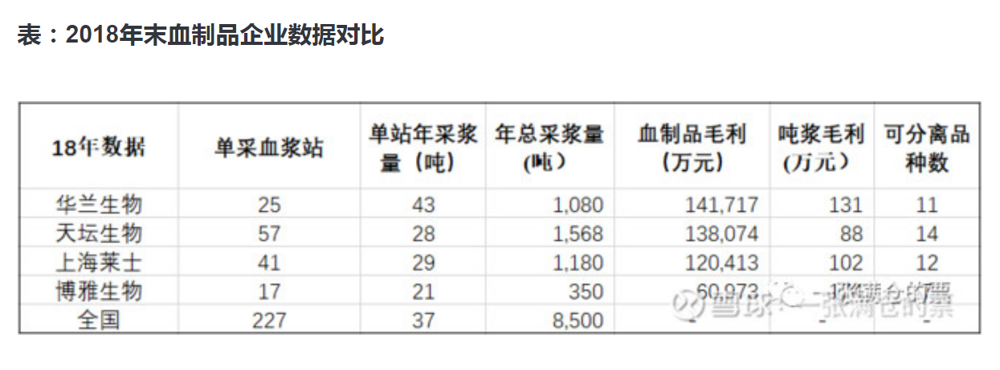 表：2018年末血制品企业数据对比
18年数据 单采血浆站 单站年采浆量（吨） 年总采浆量(吨） 血制品毛利（万元） 吨浆毛利(万元） 可分离品种数
华兰生物 25 43 1,080 141,717 131 11
天坛生物 57 28 1,568 138,074 88 14
上海莱士 41 29 1,180 120,413 102 12
博雅生物 17 21 350 60,973
全国 227 37 8,500 - - -
一张满仓的票
雪球：一张满仓的票